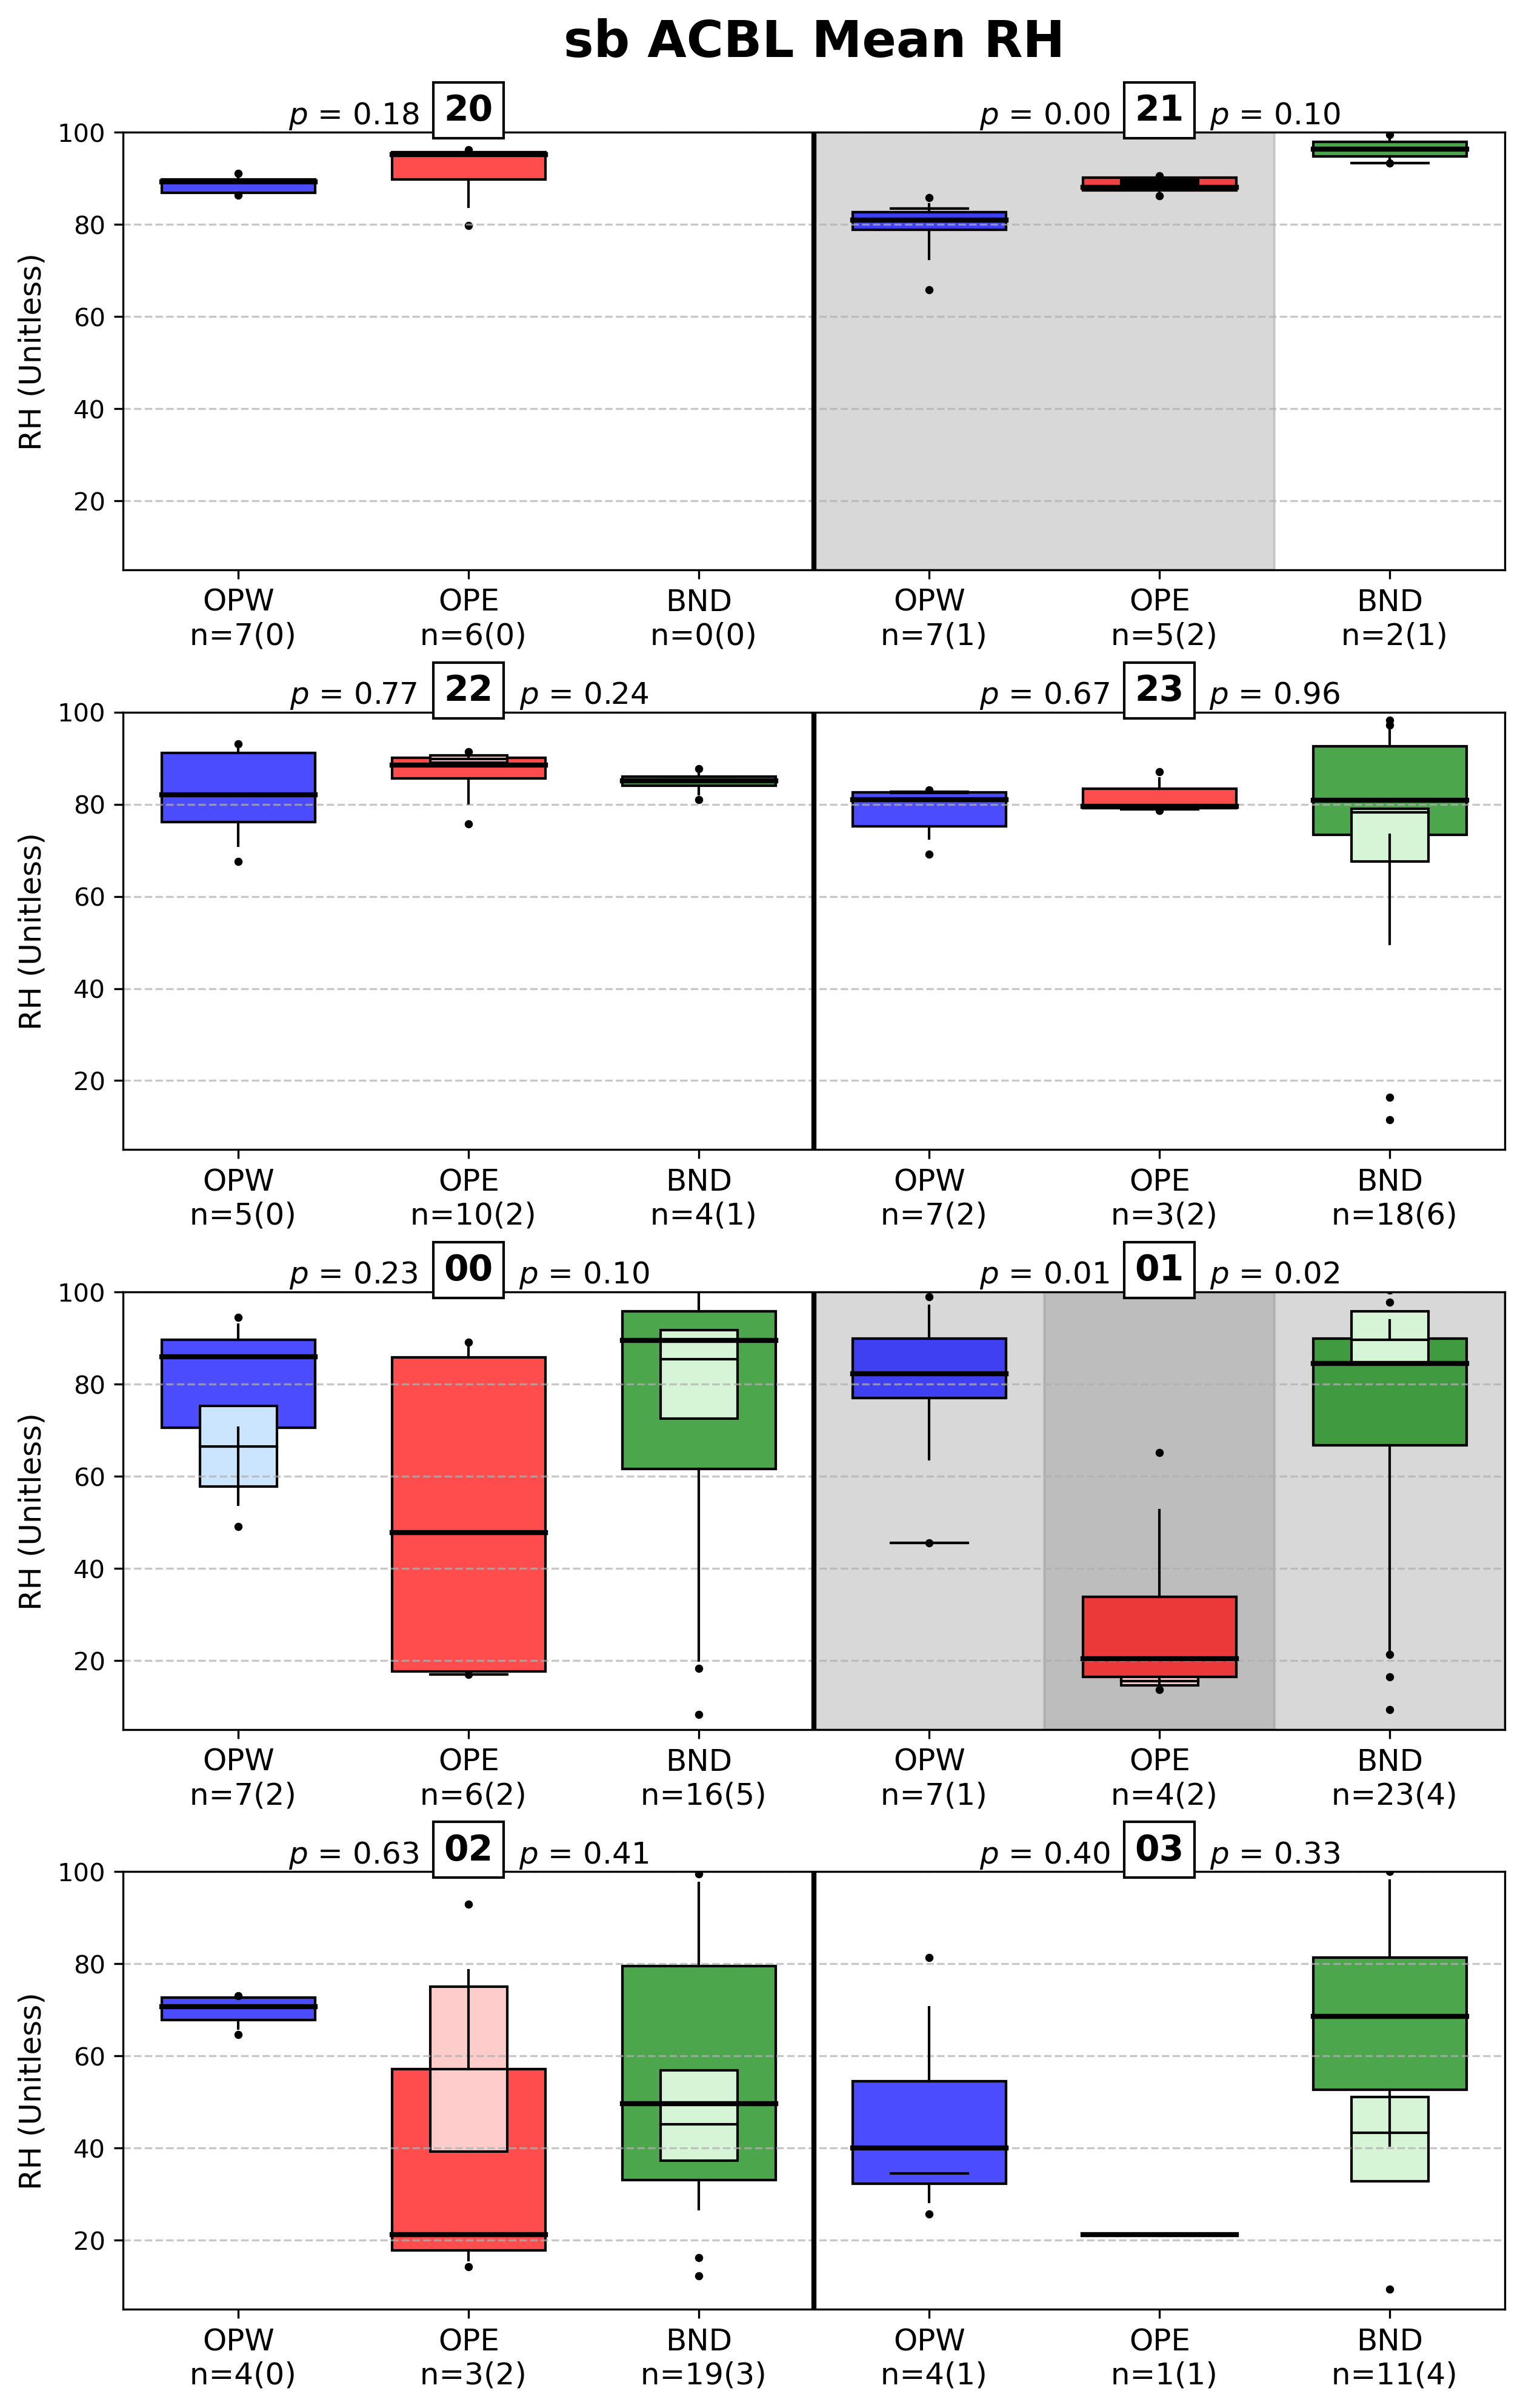 sb ACBL Mean RH
p = 0.18 20
p = 0.00 21 p = 0.10
100
80
60
40
20
RH (Unitless)
OPW OPE BND OPW OPE BND
n=7(0) n=6(0) n=0(0) n=7(1) n=5(2) n=2(1)
p = 0.77 22 p = 0.24
p = 0.67 23 p = 0.96
100
80
60
40
20
RH (Unitless)
OPW OPE BND OPW OPE BND
n=5(0) n=10(2) n=4(1) n=7(2) n=3(2) n=18(6)
p = 0.23 00 p = 0.10
p = 0.01 01 p = 0.02
100
80
60
40
20
RH (Unitless)
OPW OPE BND OPW OPE BND
n=7(2) n=6(2) n=16(5) n=7(1) n=4(2) n=23(4)
p = 0.63 02 p = 0.41
p = 0.40 03 p = 0.33
100
80
60
40
20
RH (Unitless)
OPW OPE BND OPW OPE BND
n=4(0) n=3(2) n=19(3) n=4(1) n=1(1) n=11(4)